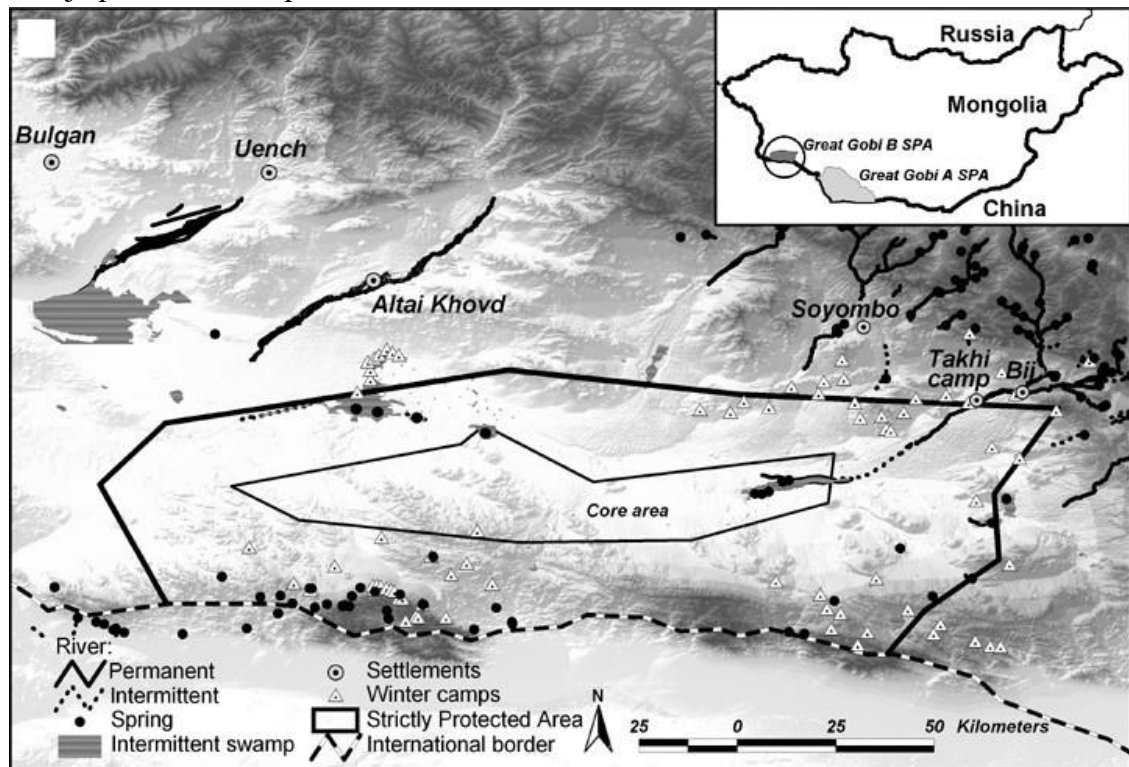 Russia
Mongolia
Great Gobi B SPA
Great Gobi A SPA
China
Bulgan
Uench
Altai Khovd
Soyombo
Takhi
camp
Bij
Core area
River:
Permanent
Intermittent
Spring
Intermittent swamp
Settlements
Winter camps
Strictly Protected Area
International border
N
25 0 25 50 Kilometers